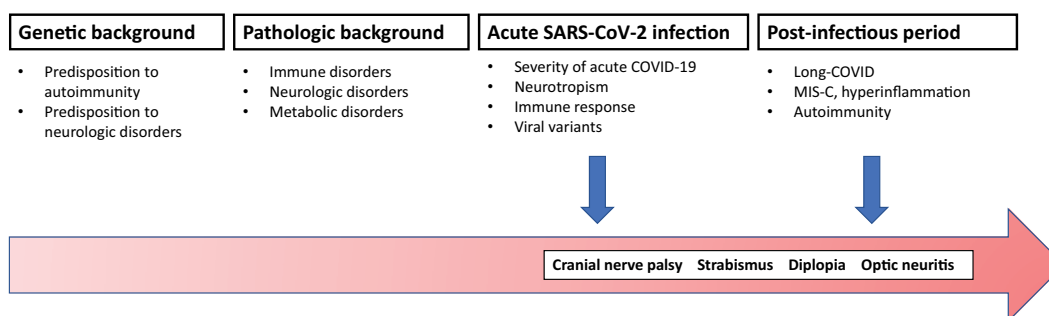 Genetic background
• Predisposition to
autoimmunity
• Predisposition to
neurologic disorders
Pathologic background
• Immune disorders
• Neurologic disorders
• Metabolic disorders
Acute SARS-CoV-2 infection
• Severity of acute COVID-19
• Neurotropism
• Immune response
• Viral variants
Post-infectious period
• Long-COVID
• MIS-C, hyperinflammation
• Autoimmunity
Cranial nerve palsy Strabismus Diplopia Optic neuritis